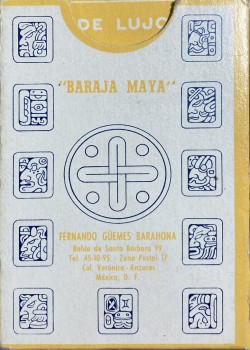 DE LUJO
"BARAJA MAYA"
FERNANDO GÜEMES BARAHONA
Bahía de Santa Bárbara 99
Tel. 45-10-95 - Zona Postal 17
Col. Verónica - Anzures
México, D. F.